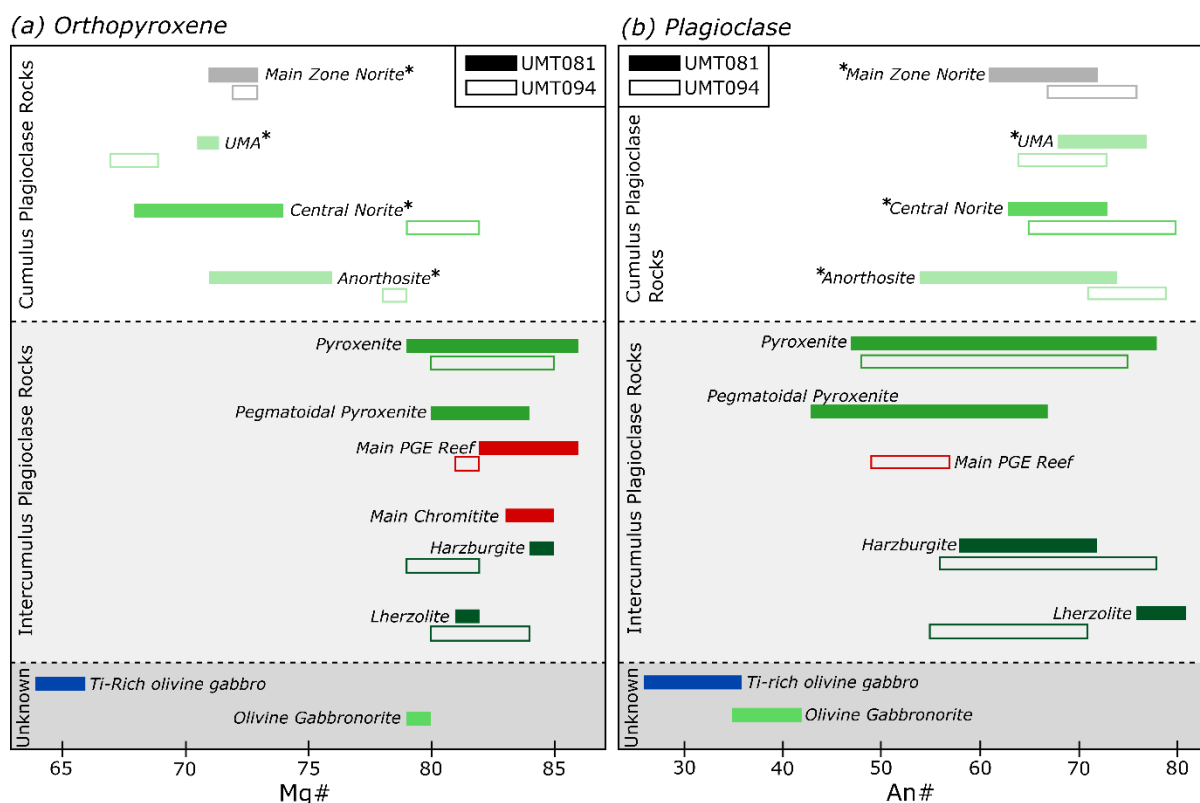 (a) Orthopyroxene
UMT081
UMT094
Cumulus Plagioclase Rocks
Main Zone Norite*
UMA*
Central Norite*
Anorthosite*
Intercumulus Plagioclase Rocks
Pyroxenite
Pegmatoidal Pyroxenite
Main PGE Reef
Main Chromitite
Harzburgite
Lherzolite
Unknown
Ti-Rich olivine gabbro
Olivine Gabbronorite
65 70 75 80 85
Mg#
(b) Plagioclase
UMT081
UMT094
Cumulus Plagioclase
Rocks
*Main Zone Norite
*UMA
*Central Norite
*Anorthosite
Intercumulus Plagioclase Rocks
Pyroxenite
Pegmatoidal Pyroxenite
Main PGE Reef
Harzburgite
Lherzolite
Unknown
Ti-rich olivine gabbro
Olivine Gabbronorite
30 40 50 60 70 80
An#